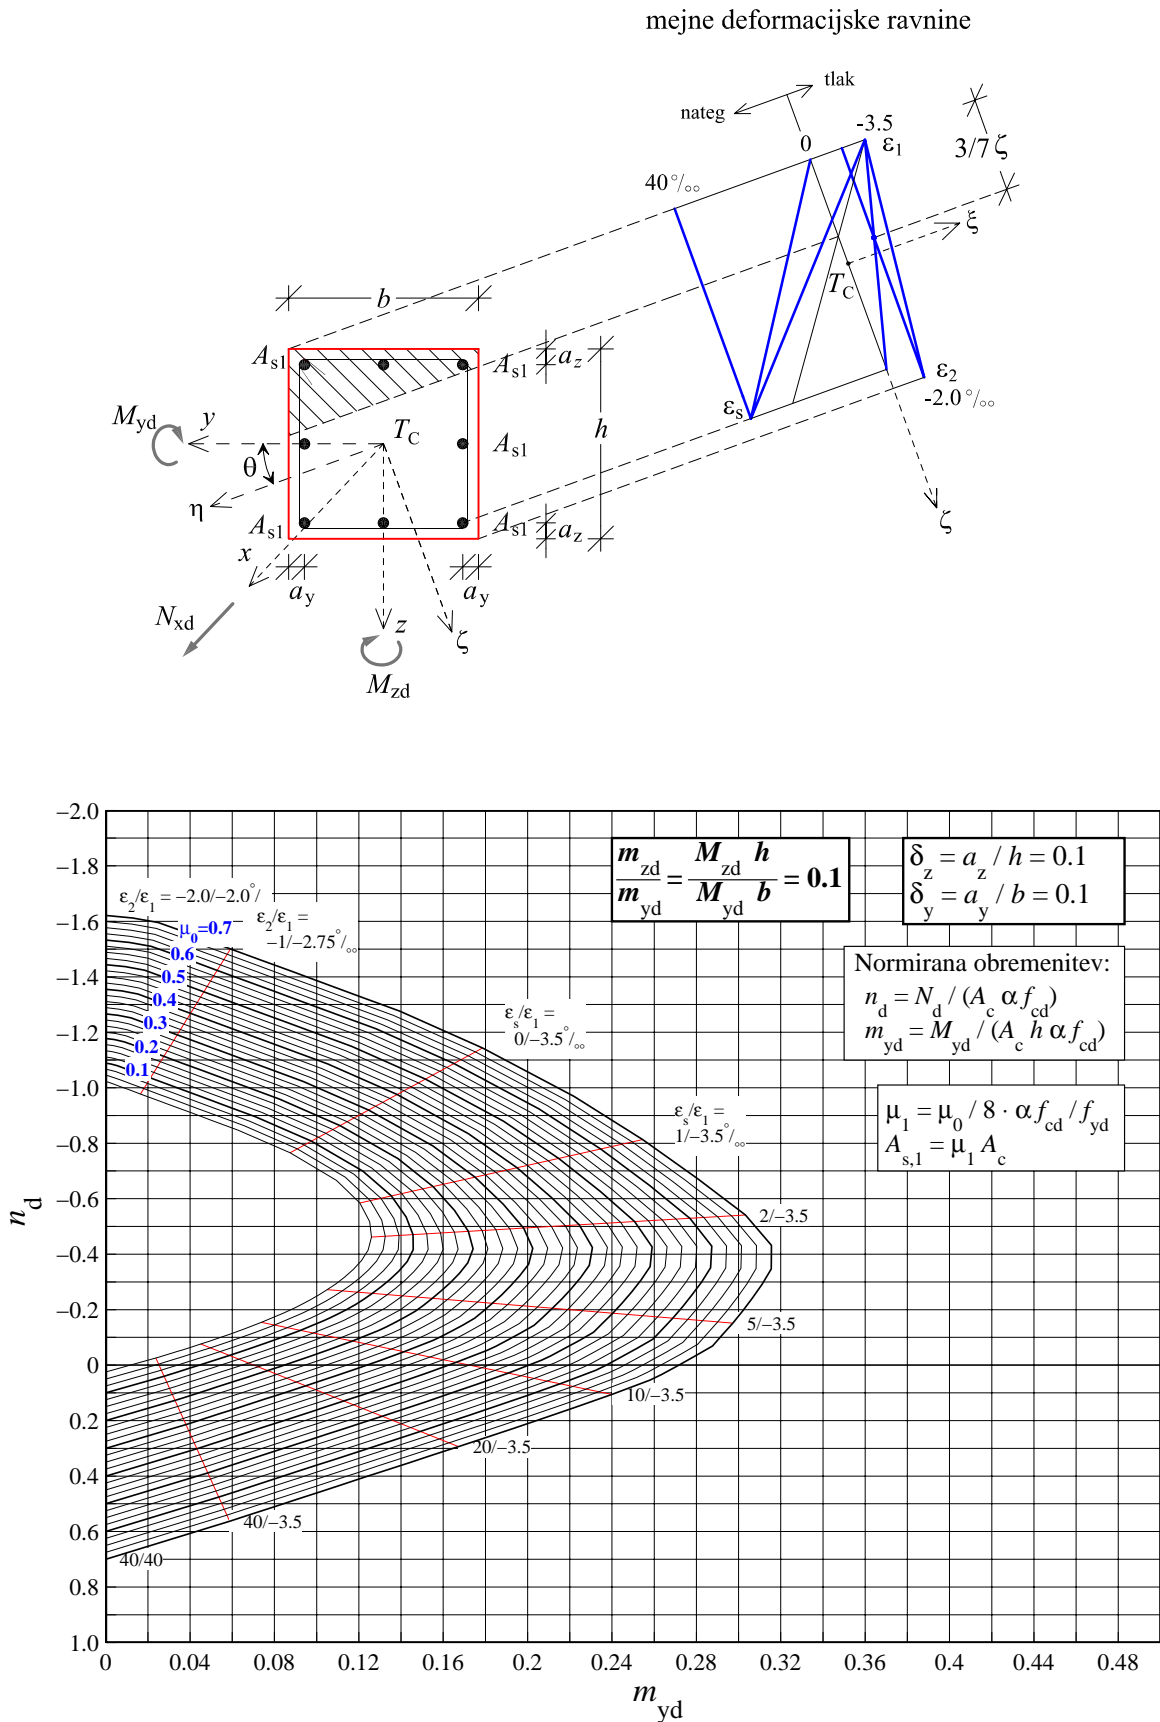 mejne deformacijske ravnine
tlak
nateg
-3.5
0
ε1
3/7 ζ
40 °/oo
ξ
TC
b
As1
As1
az
ε2
εs
-2.0 °/oo
Myd
y
TC
As1
h
θ
η
ζ
As1
As1
az
x
ay
ay
Nxd
z
ζ
Mzd
−2.0
−1.8
−1.6
−1.4
−1.2
−1.0
−0.8
−0.6
−0.4
−0.2
0
0.2
0.4
0.6
0.8
1.0
nd
mzd / myd = Mzd h / Myd b = 0.1
δz = az / h = 0.1
δy = ay / b = 0.1
ε2/ε1 = −2.0/−2.0°/
ε2/ε1 =
−1/−2.75°/oo
μ0=0.7
0.6
0.5
0.4
0.3
0.2
0.1
Normirana obremenitev:
nd = Nd / (Ac α fcd)
myd = Myd / (Ac h α fcd)
εs/ε1 =
0/−3.5°/oo
μ1 = μ0 / 8 · α fcd / fyd
As,1 = μ1 Ac
εs/ε1 =
1/−3.5°/oo
2/−3.5
5/−3.5
10/−3.5
20/−3.5
40/−3.5
40/40
0 0.04 0.08 0.12 0.16 0.2 0.24 0.28 0.32 0.36 0.4 0.44 0.48
myd